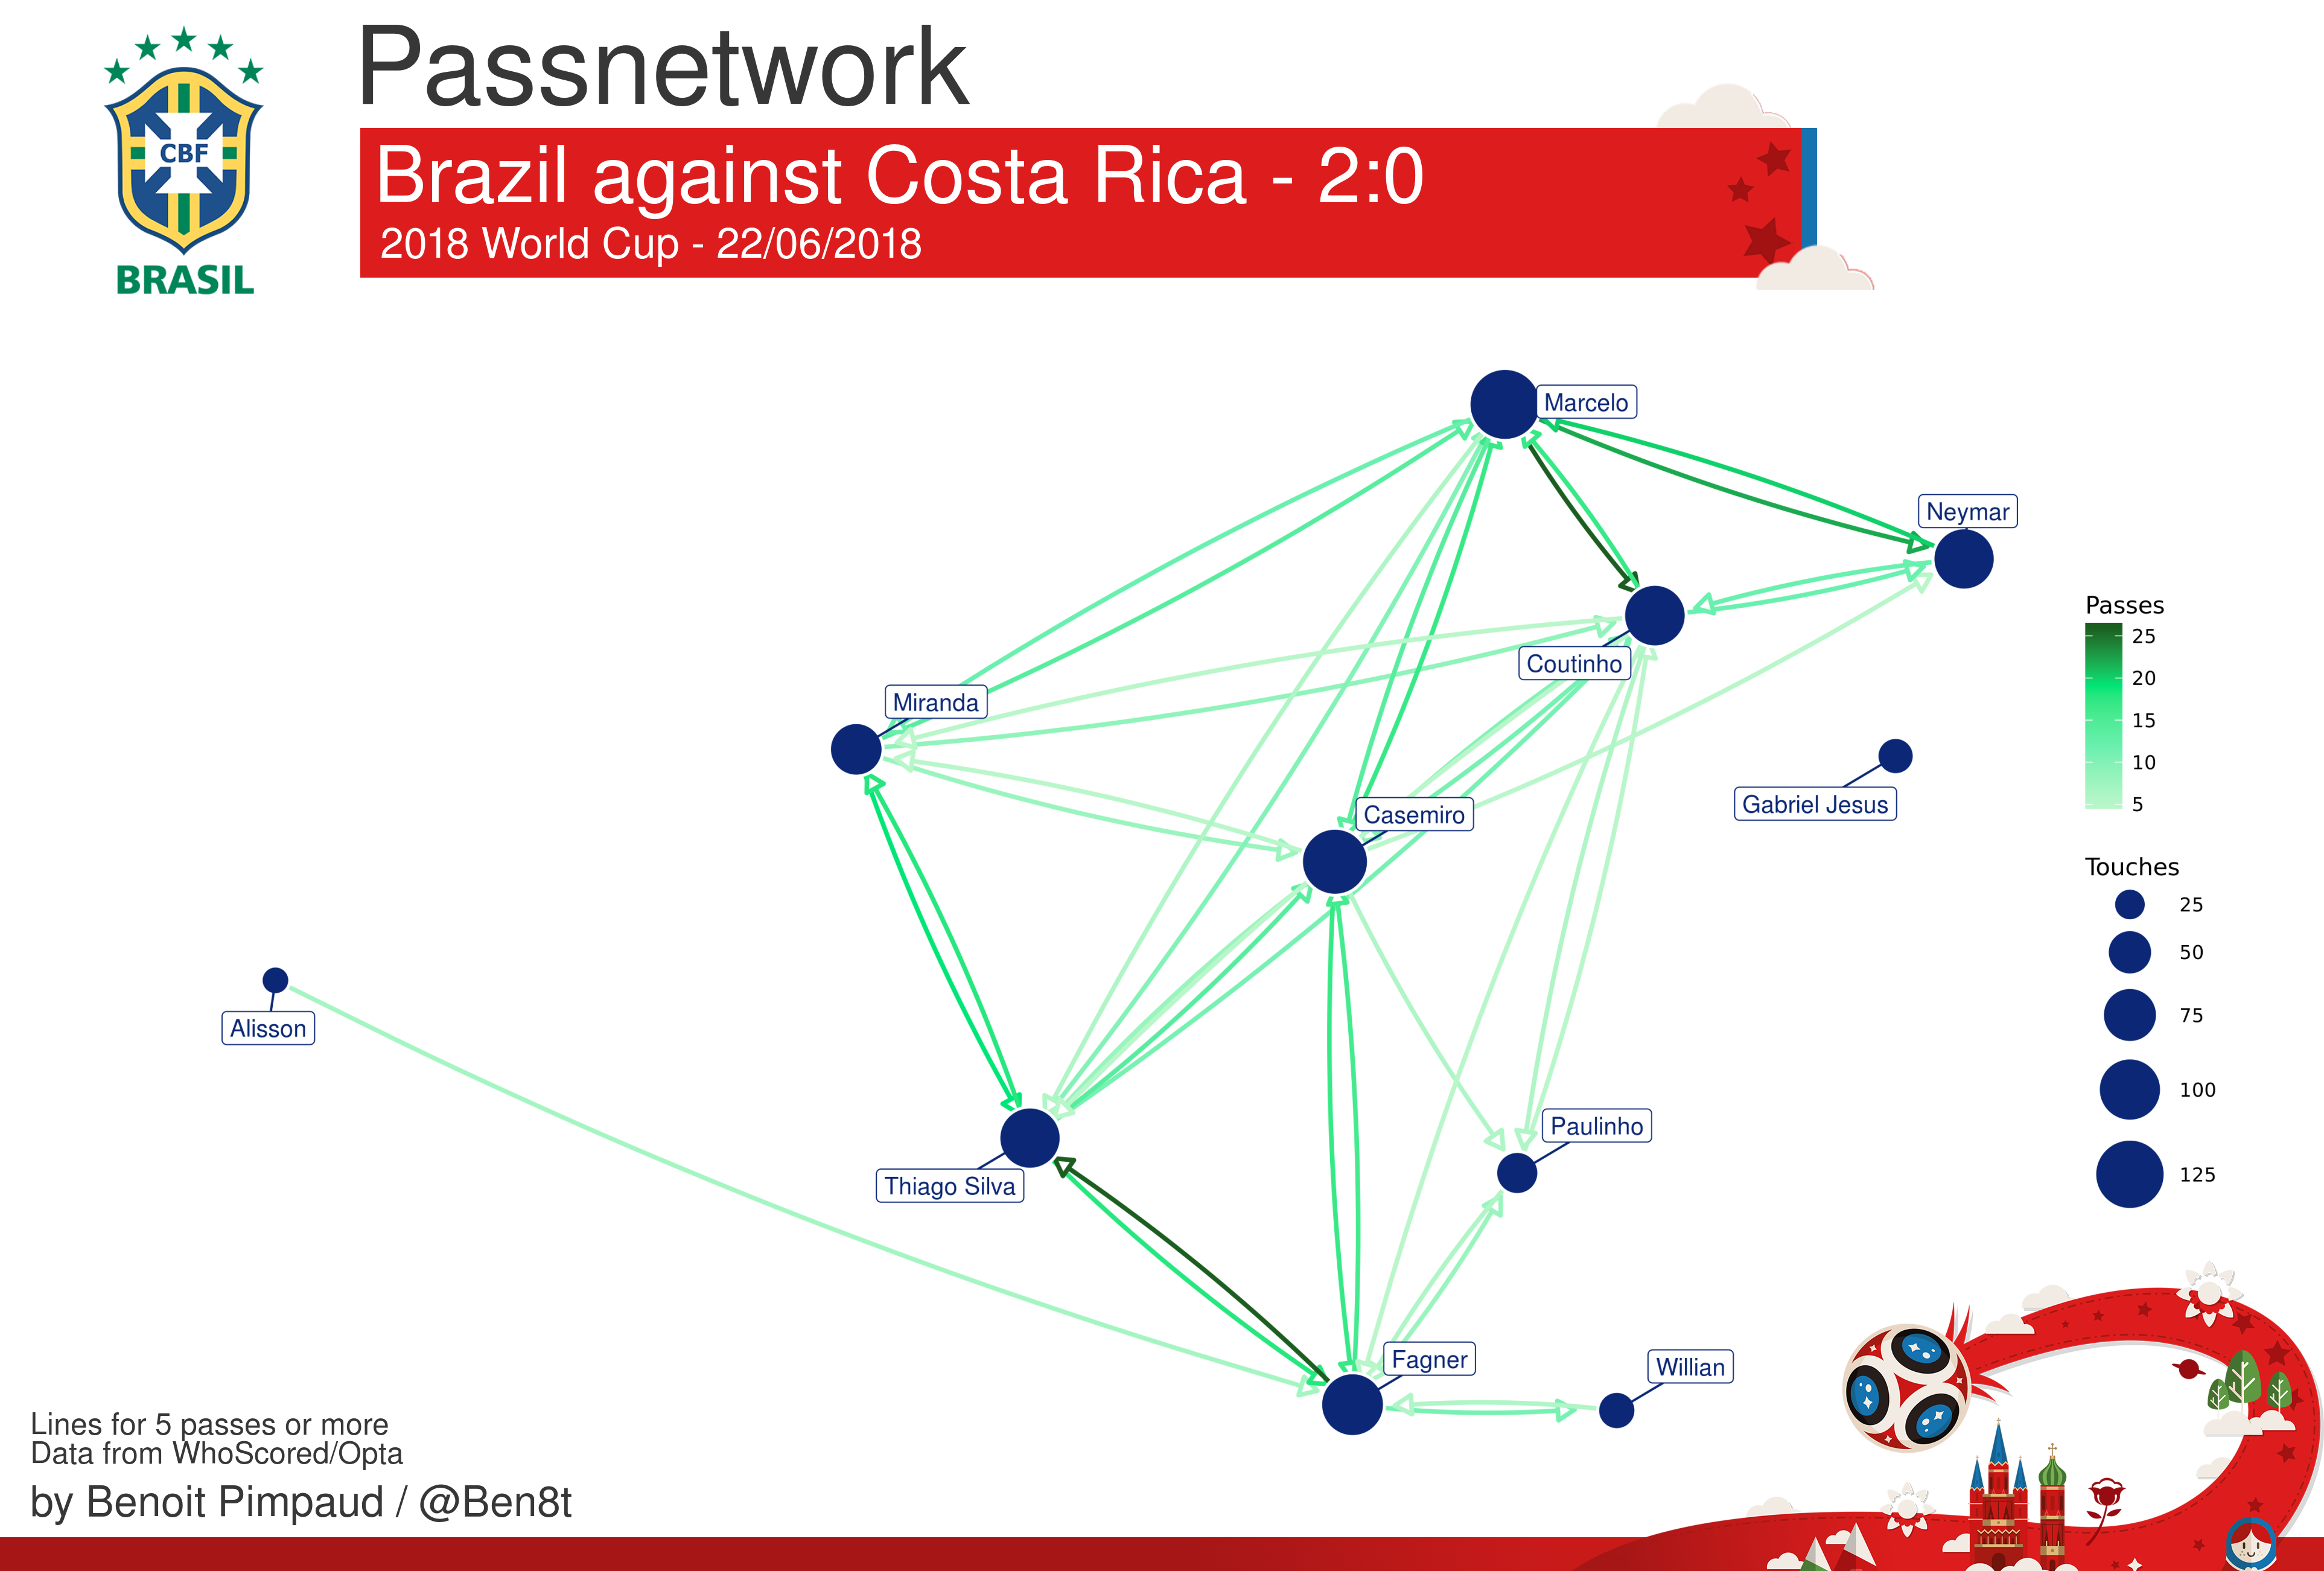 Passnetwork
Brazil against Costa Rica - 2:0
2018 World Cup - 22/06/2018
CBF
BRASIL
Marcelo
Neymar
Coutinho
Miranda
Gabriel Jesus
Casemiro
Alisson
Paulinho
Thiago Silva
Fagner
Willian
Passes
25
20
15
10
5
Touches
25
50
75
100
125
Lines for 5 passes or more
Data from WhoScored/Opta
by Benoit Pimpaud / @Ben8t